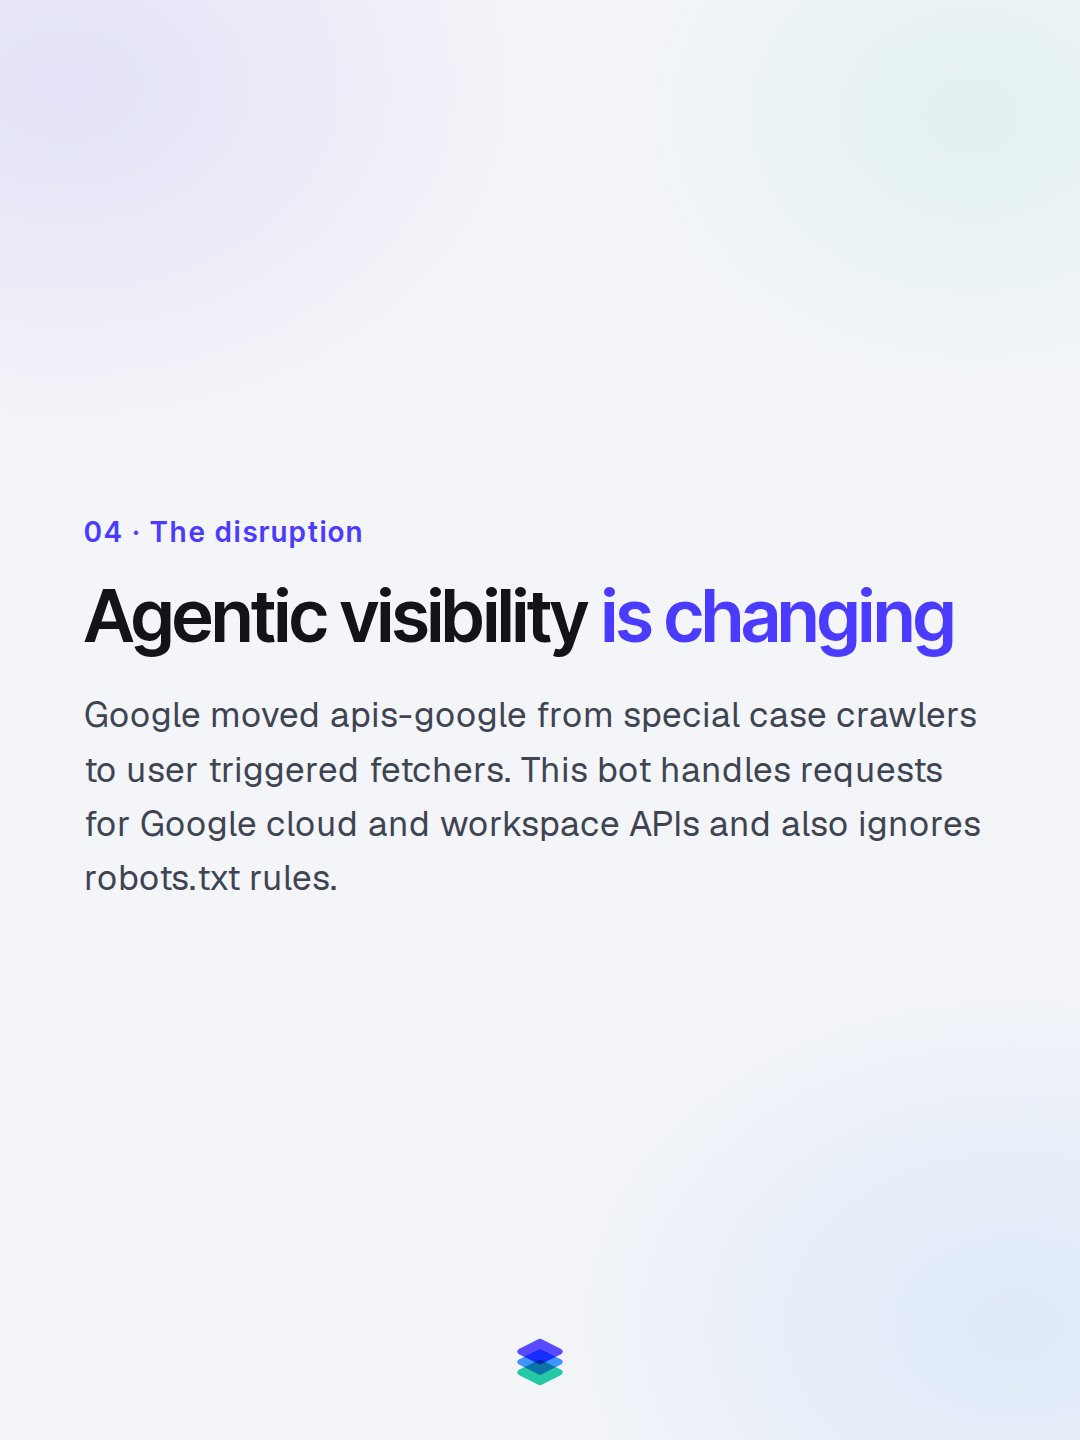 04 · The disruption
Agentic visibility is changing
Google moved apis-google from special case crawlers
to user triggered fetchers. This bot handles requests
for Google cloud and workspace APIs and also ignores
robots.txt rules.